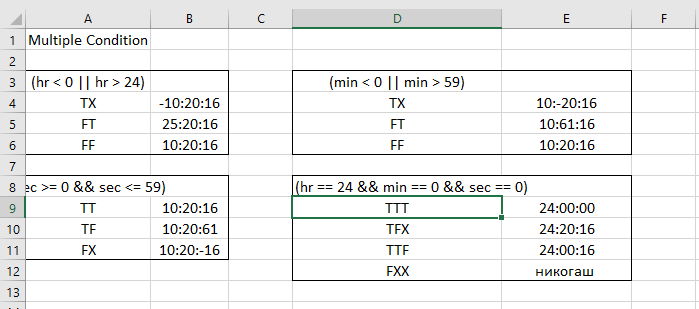 A B C D E F
1 Multiple Condition
2
3 (hr < 0 || hr > 24) (min < 0 || min > 59)
4 TX -10:20:16 TX 10:-20:16
5 FT 25:20:16 FT 10:61:16
6 FF 10:20:16 FF 10:20:16
7
8 ec >= 0 && sec <= 59) (hr == 24 && min == 0 && sec == 0)
9 TT 10:20:16 TTT 24:00:00
10 TF 10:20:61 TFX 24:20:16
11 FX 10:20:-16 TTF 24:00:16
12 FXX никогаш
13